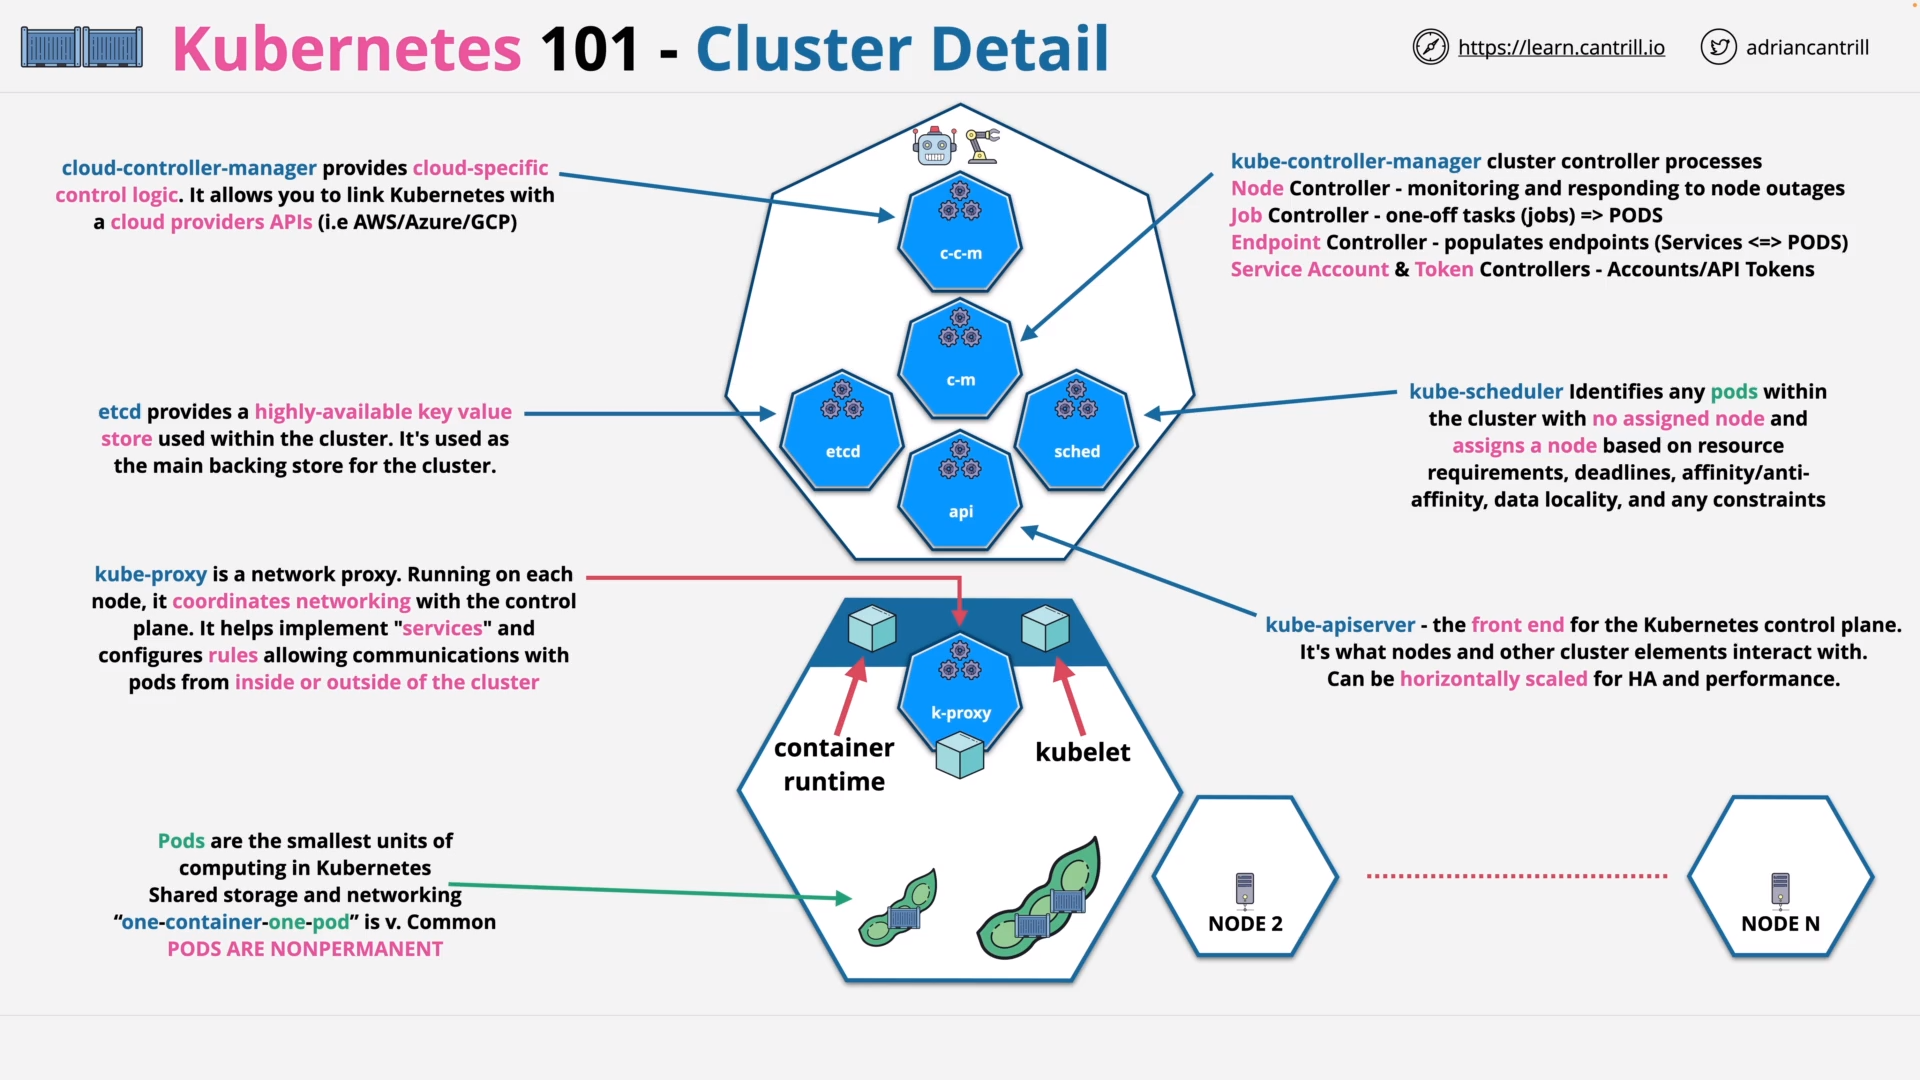 Kubernetes 101 - Cluster Detail
https://learn.cantrill.io
adriancantrill
cloud-controller-manager provides cloud-specific
control logic. It allows you to link Kubernetes with
a cloud providers APIs (i.e AWS/Azure/GCP)
kube-controller-manager cluster controller processes
Node Controller - monitoring and responding to node outages
Job Controller - one-off tasks (jobs) => PODS
Endpoint Controller - populates endpoints (Services <=> PODS)
Service Account & Token Controllers - Accounts/API Tokens
c-c-m
c-m
etcd provides a highly-available key value
store used within the cluster. It's used as
the main backing store for the cluster.
etcd
sched
api
kube-scheduler Identifies any pods within
the cluster with no assigned node and
assigns a node based on resource
requirements, deadlines, affinity/anti-
affinity, data locality, and any constraints
kube-proxy is a network proxy. Running on each
node, it coordinates networking with the control
plane. It helps implement "services" and
configures rules allowing communications with
pods from inside or outside of the cluster
kube-apiserver - the front end for the Kubernetes control plane.
It's what nodes and other cluster elements interact with.
Can be horizontally scaled for HA and performance.
k-proxy
container
runtime
kubelet
Pods are the smallest units of
computing in Kubernetes
Shared storage and networking
“one-container-one-pod” is v. Common
PODS ARE NONPERMANENT
NODE 2
NODE N